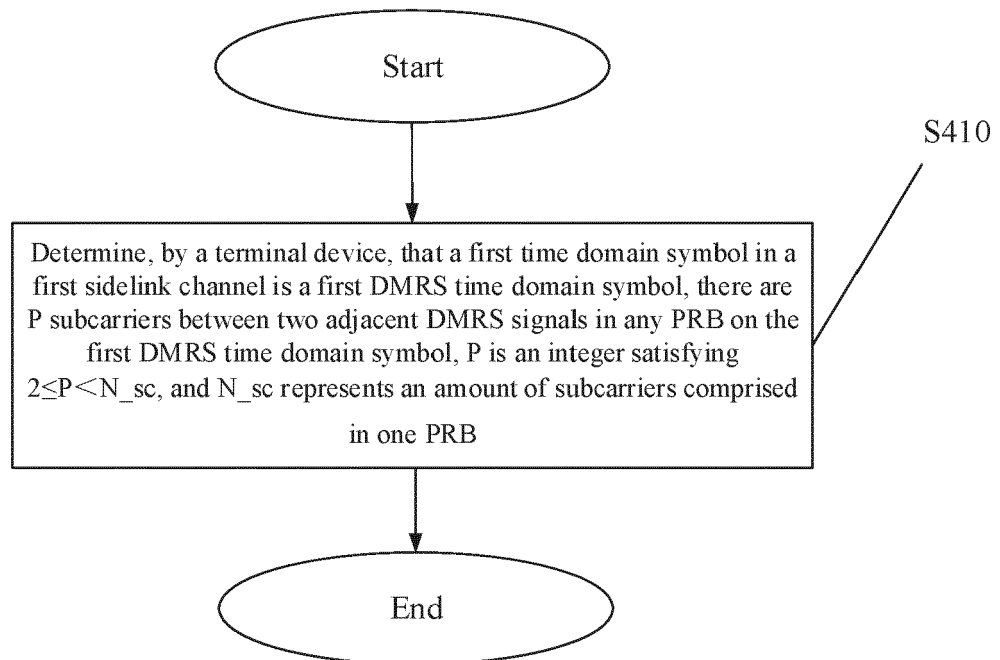 Start
S410
Determine, by a terminal device, that a first time domain symbol in a
first sidelink channel is a first DMRS time domain symbol, there are
P subcarriers between two adjacent DMRS signals in any PRB on the
first DMRS time domain symbol, P is an integer satisfying
2≤P<N_sc, and N_sc represents an amount of subcarriers comprised
in one PRB
End